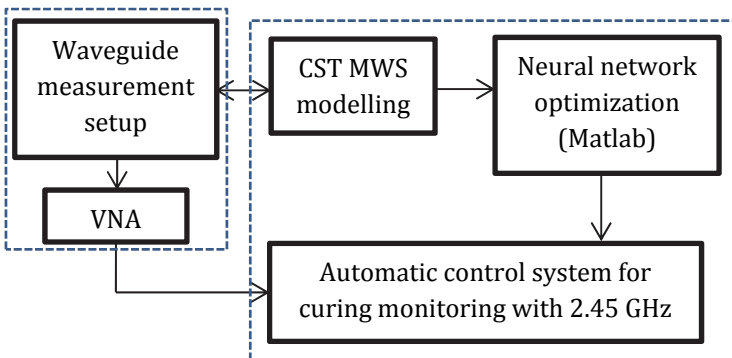 Waveguide
measurement
setup
VNA
CST MWS
modelling
Neural network
optimization
(Matlab)
Automatic control system for
curing monitoring with 2.45 GHz